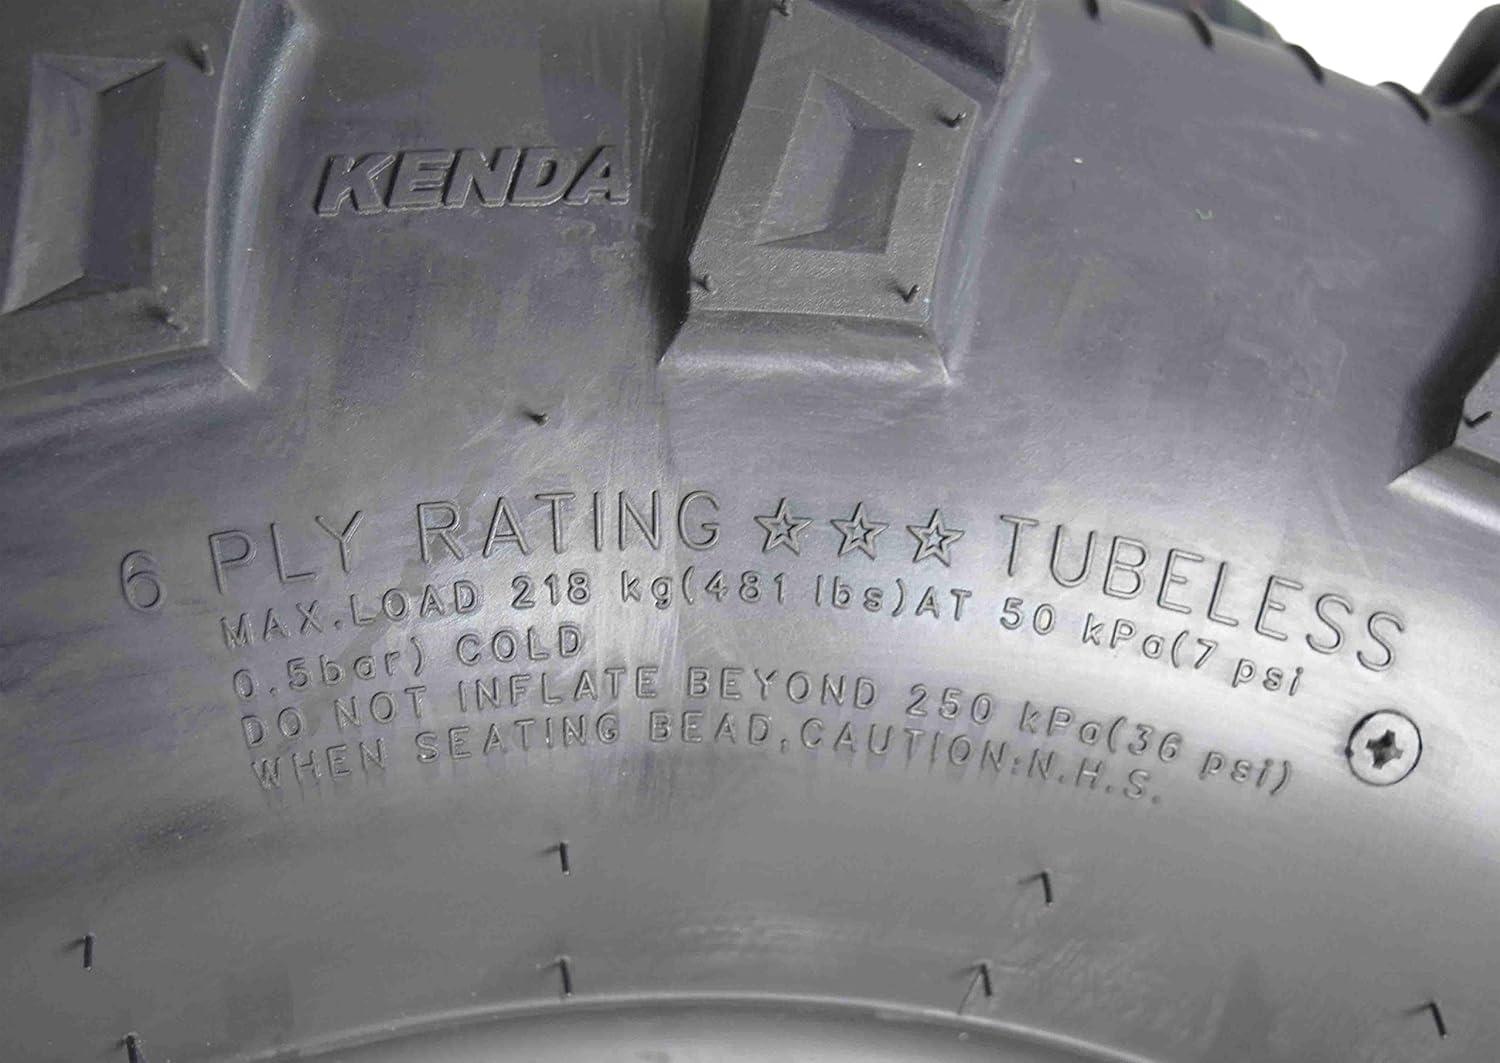 KENDA
6 PLY RATING ☆☆☆ TUBELESS
MAX.LOAD 218 kg(481 lbs)AT 50 kPa(7 psi
0.5bar) COLD
DO NOT INFLATE BEYOND 250 kPa(36 psi)
WHEN SEATING BEAD,CAUTION:N.H.S.